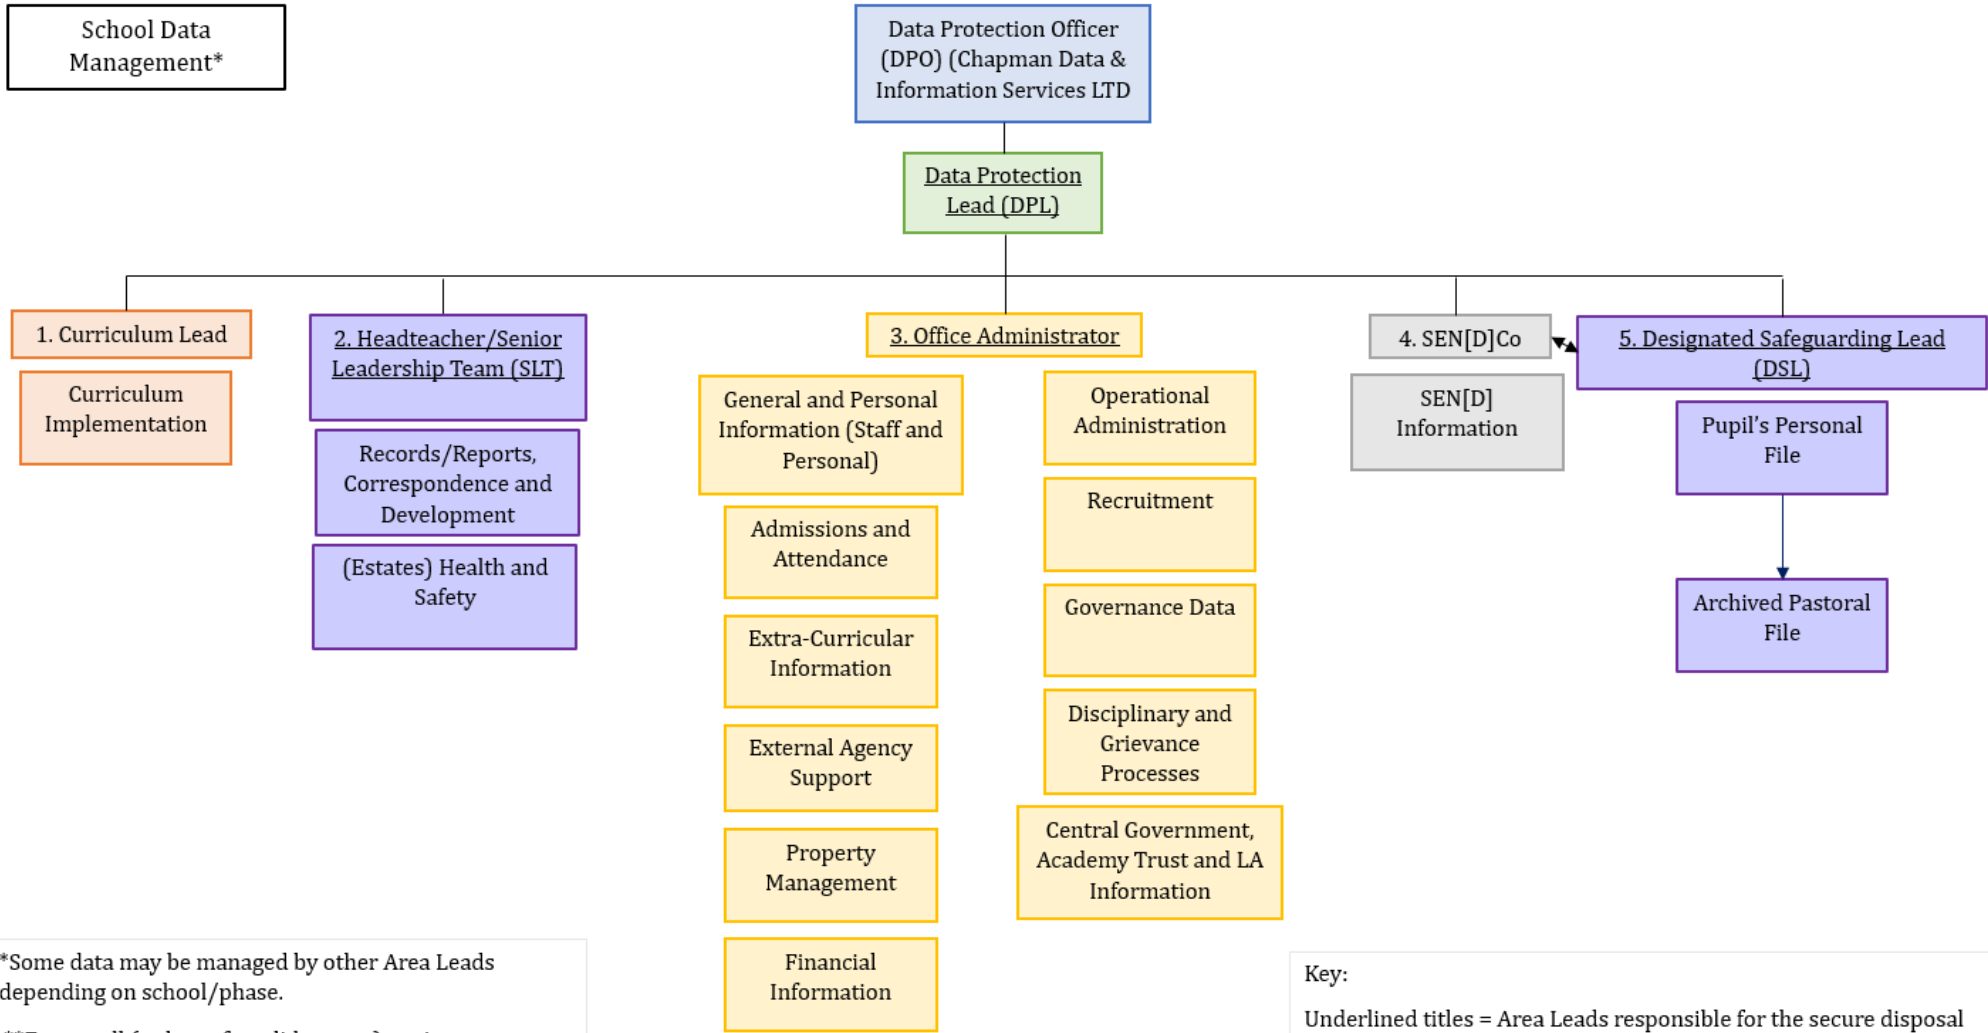 School Data
Management*
Data Protection Officer
(DPO) (Chapman Data &
Information Services LTD
Data Protection
Lead (DPL)
1. Curriculum Lead
Curriculum
Implementation
2. Headteacher/Senior
Leadership Team (SLT)
Records/Reports,
Correspondence and
Development
(Estates) Health and
Safety
3. Office Administrator
General and Personal
Information (Staff and
Personal)
Admissions and
Attendance
Extra-Curricular
Information
External Agency
Support
Property
Management
Financial
Information
Operational
Administration
Recruitment
Governance Data
Disciplinary and
Grievance
Processes
Central Government,
Academy Trust and LA
Information
4. SEN[D]Co
SEN[D]
Information
5. Designated Safeguarding Lead
(DSL)
Pupil's Personal
File
Archived Pastoral
File
*Some data may be managed by other Area Leads
depending on school/phase.
Key:
Underlined titles = Area Leads responsible for the secure disposal